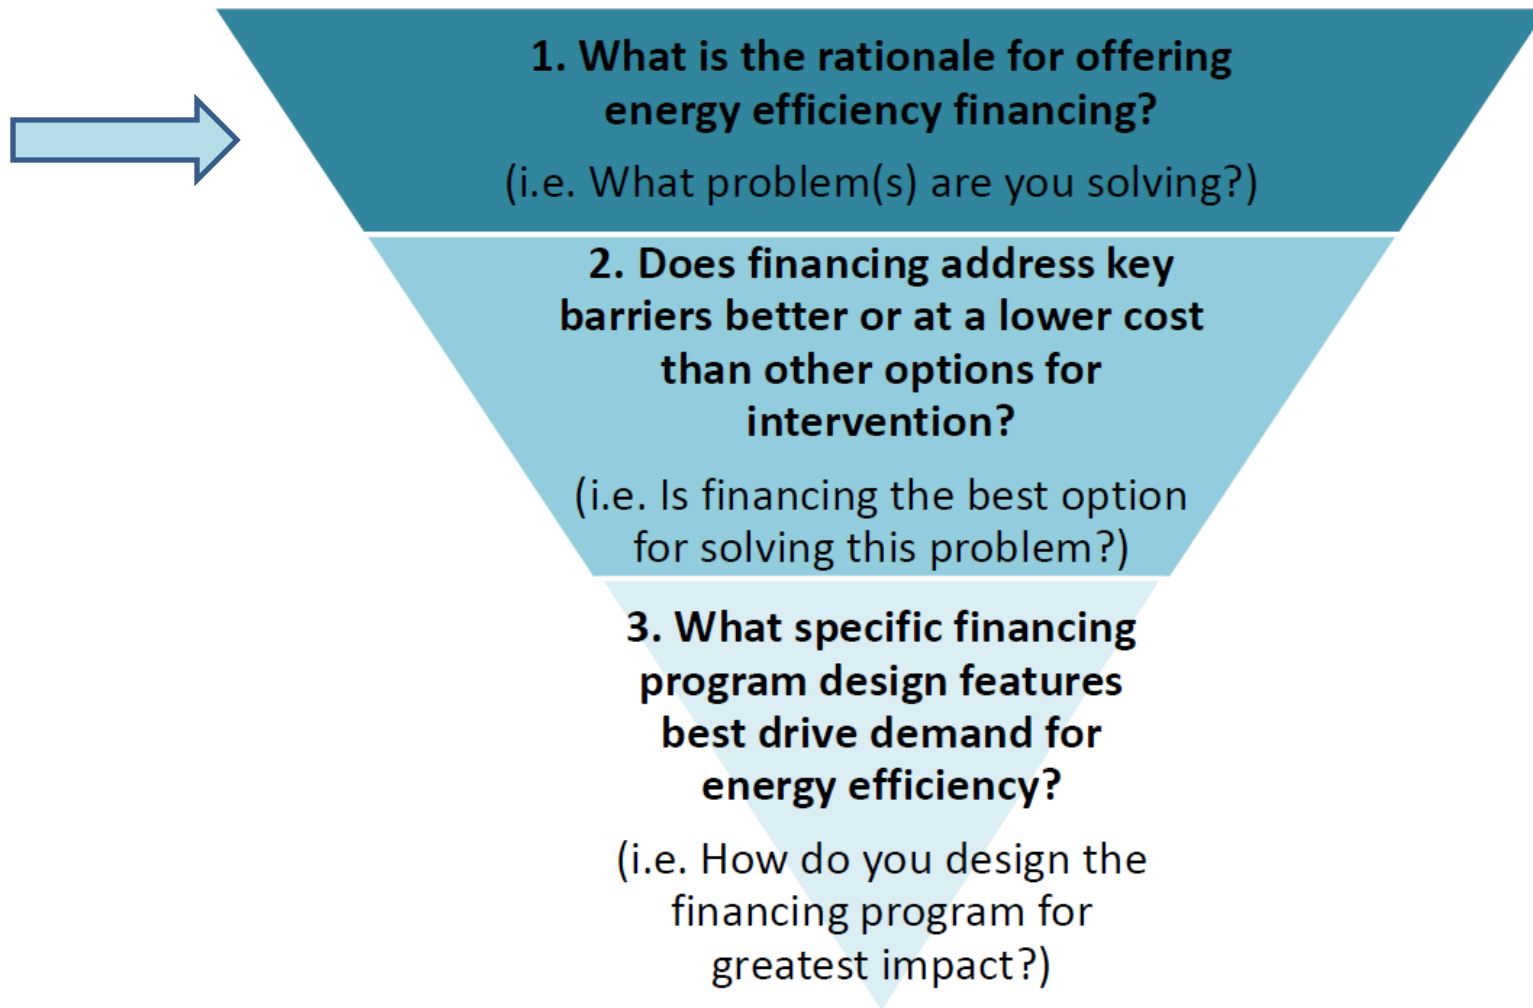 1. What is the rationale for offering
energy efficiency financing?
(i.e. What problem(s) are you solving?)
2. Does financing address key
barriers better or at a lower cost
than other options for
intervention?
(i.e. Is financing the best option
for solving this problem?)
3. What specific financing
program design features
best drive demand for
energy efficiency?
(i.e. How do you design the
financing program for
greatest impact?)